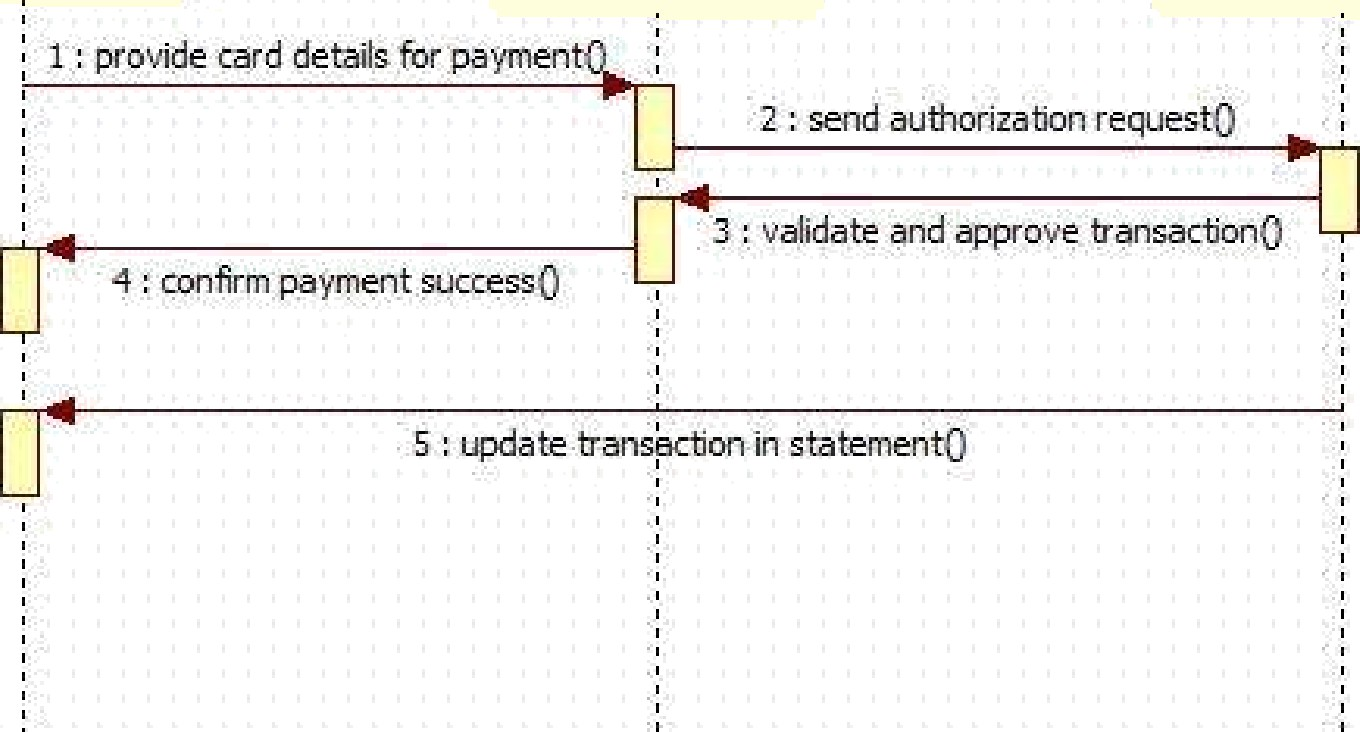 1 : provide card details for payment()
2 : send authorization request()
3 : validate and approve transaction()
4 : confirm payment success()
5 : update transaction in statement()